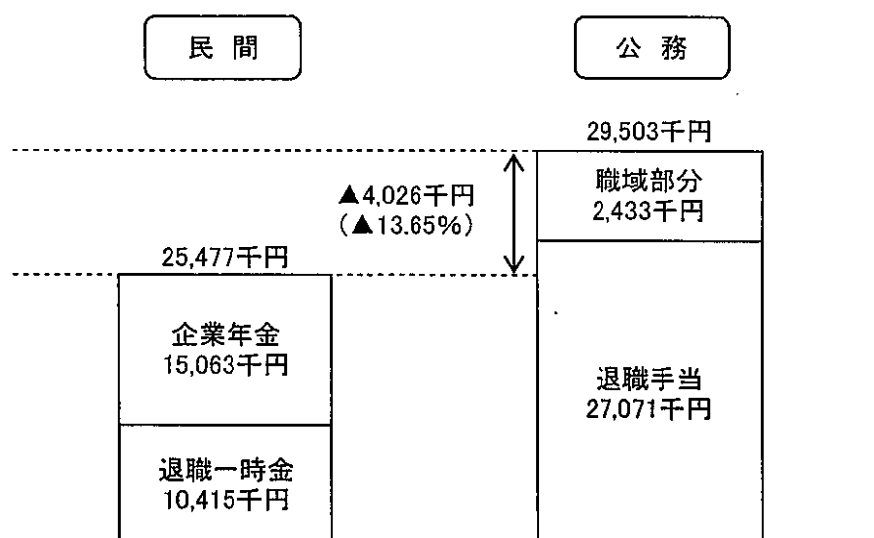 民 間
公 務
29,503千円
職域部分
2,433千円
▲4,026千円
（▲13.65%）
25,477千円
企業年金
15,063千円
退職手当
27,071千円
退職一時金
10,415千円